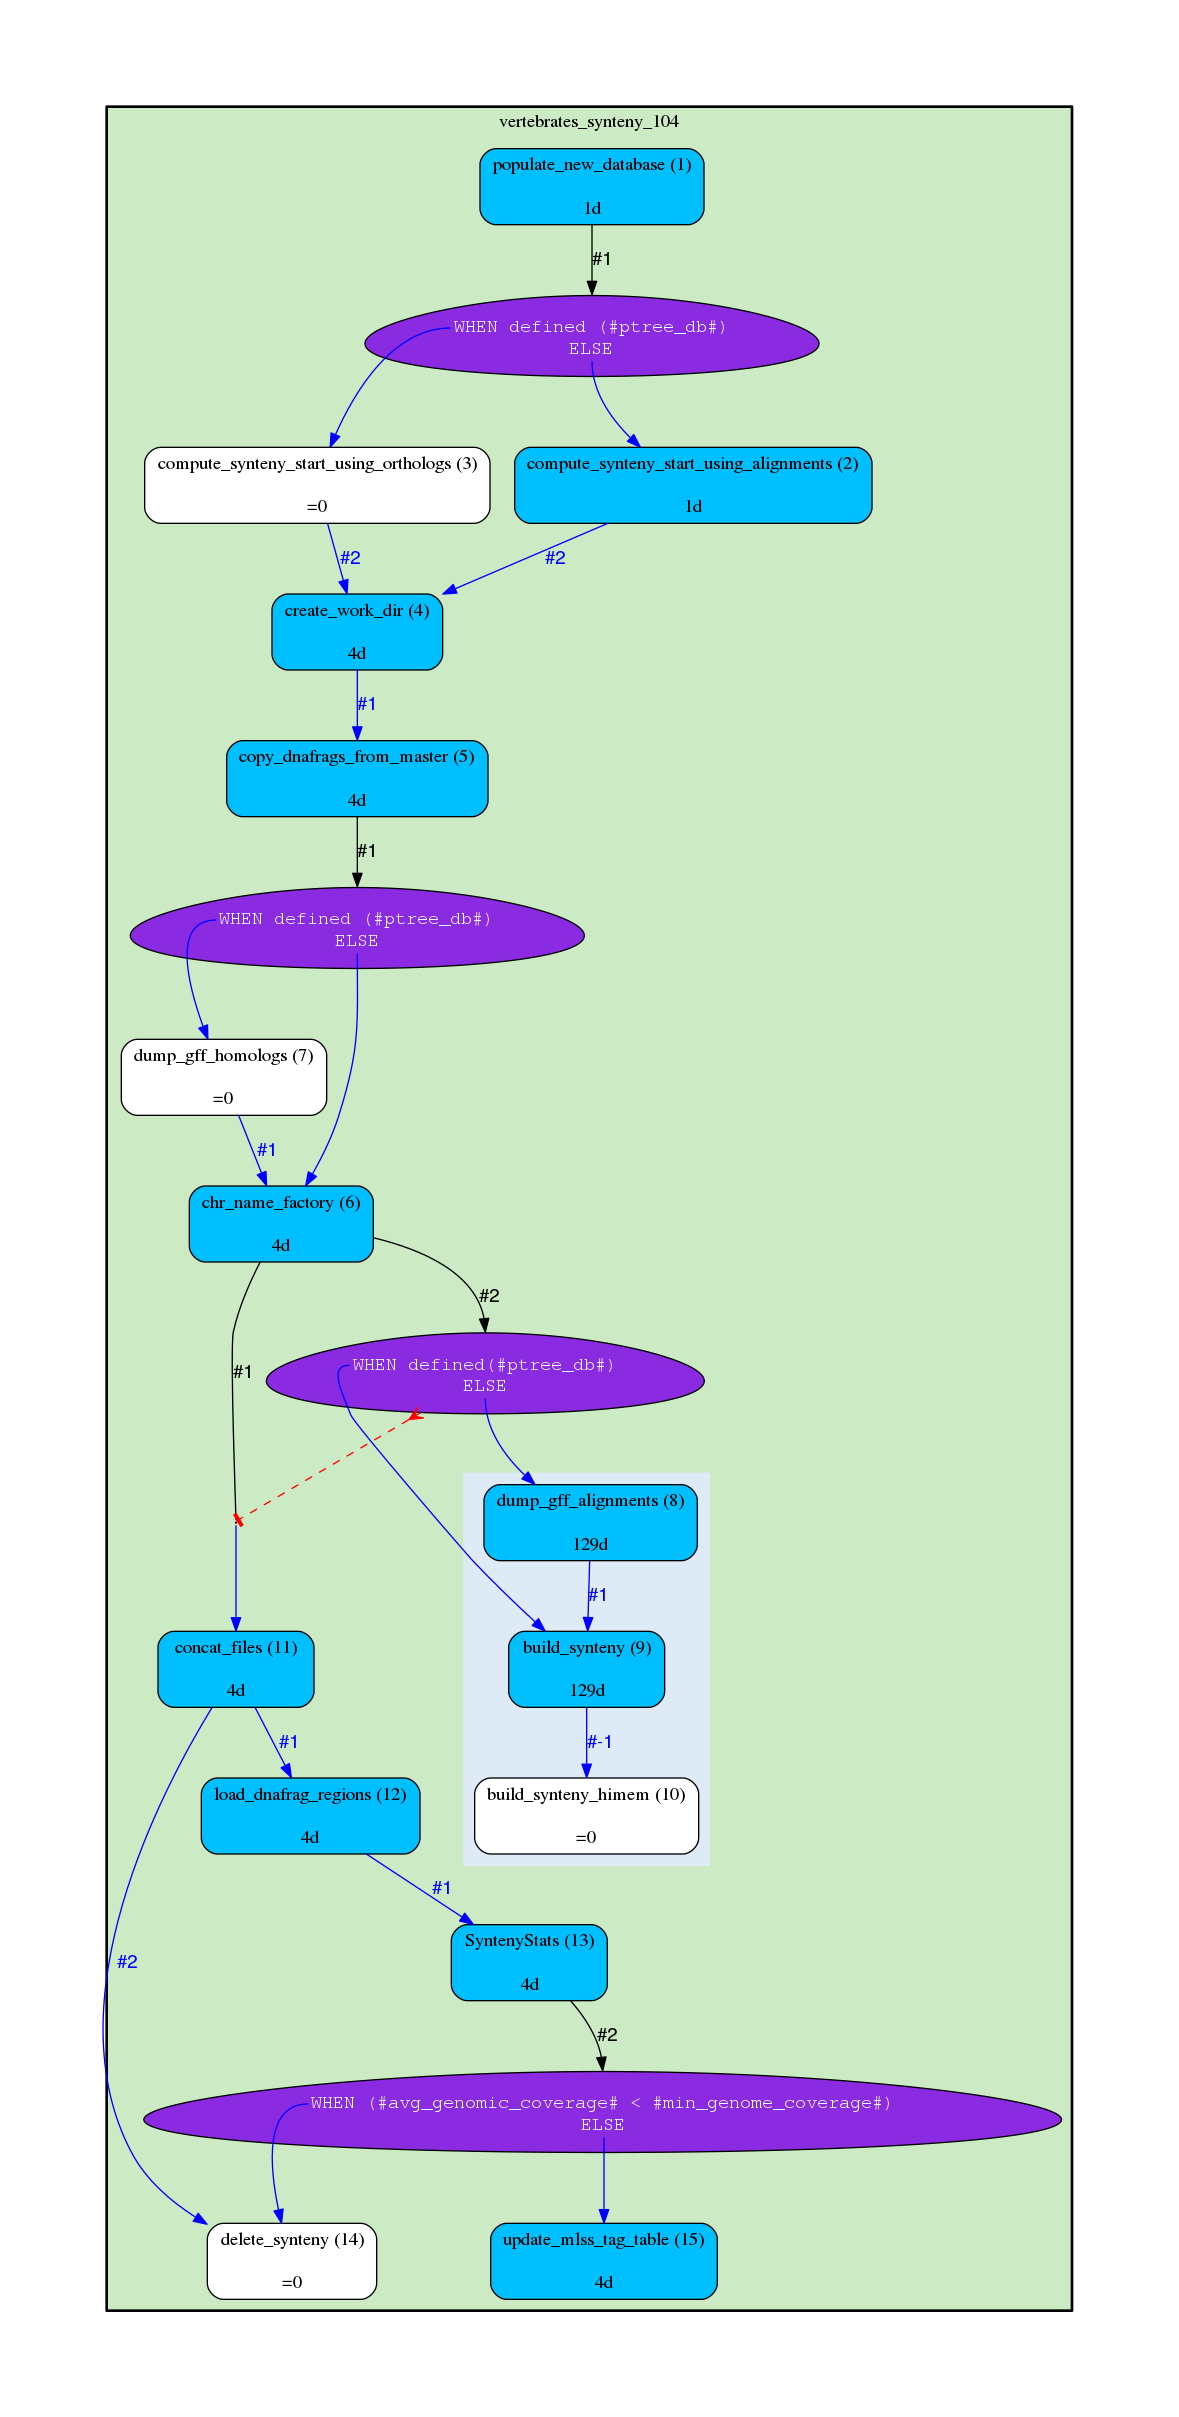 vertebrates_synteny_104
populate_new_database (1)
1d
#1
WHEN defined (#ptree_db#)
ELSE
compute_synteny_start_using_orthologs (3)
=0
compute_synteny_start_using_alignments (2)
1d
#2
#2
create_work_dir (4)
4d
#1
copy_dnafrags_from_master (5)
4d
#1
WHEN defined (#ptree_db#)
ELSE
dump_gff_homologs (7)
=0
#1
chr_name_factory (6)
4d
#2
#1
WHEN defined(#ptree_db#)
ELSE
dump_gff_alignments (8)
129d
#1
concat_files (11)
4d
build_synteny (9)
129d
#1
#-1
load_dnafrag_regions (12)
4d
build_synteny_himem (10)
=0
#1
#2
SyntenyStats (13)
4d
#2
WHEN (#avg_genomic_coverage# < #min_genome_coverage#)
ELSE
delete_synteny (14)
=0
update_mlss_tag_table (15)
4d